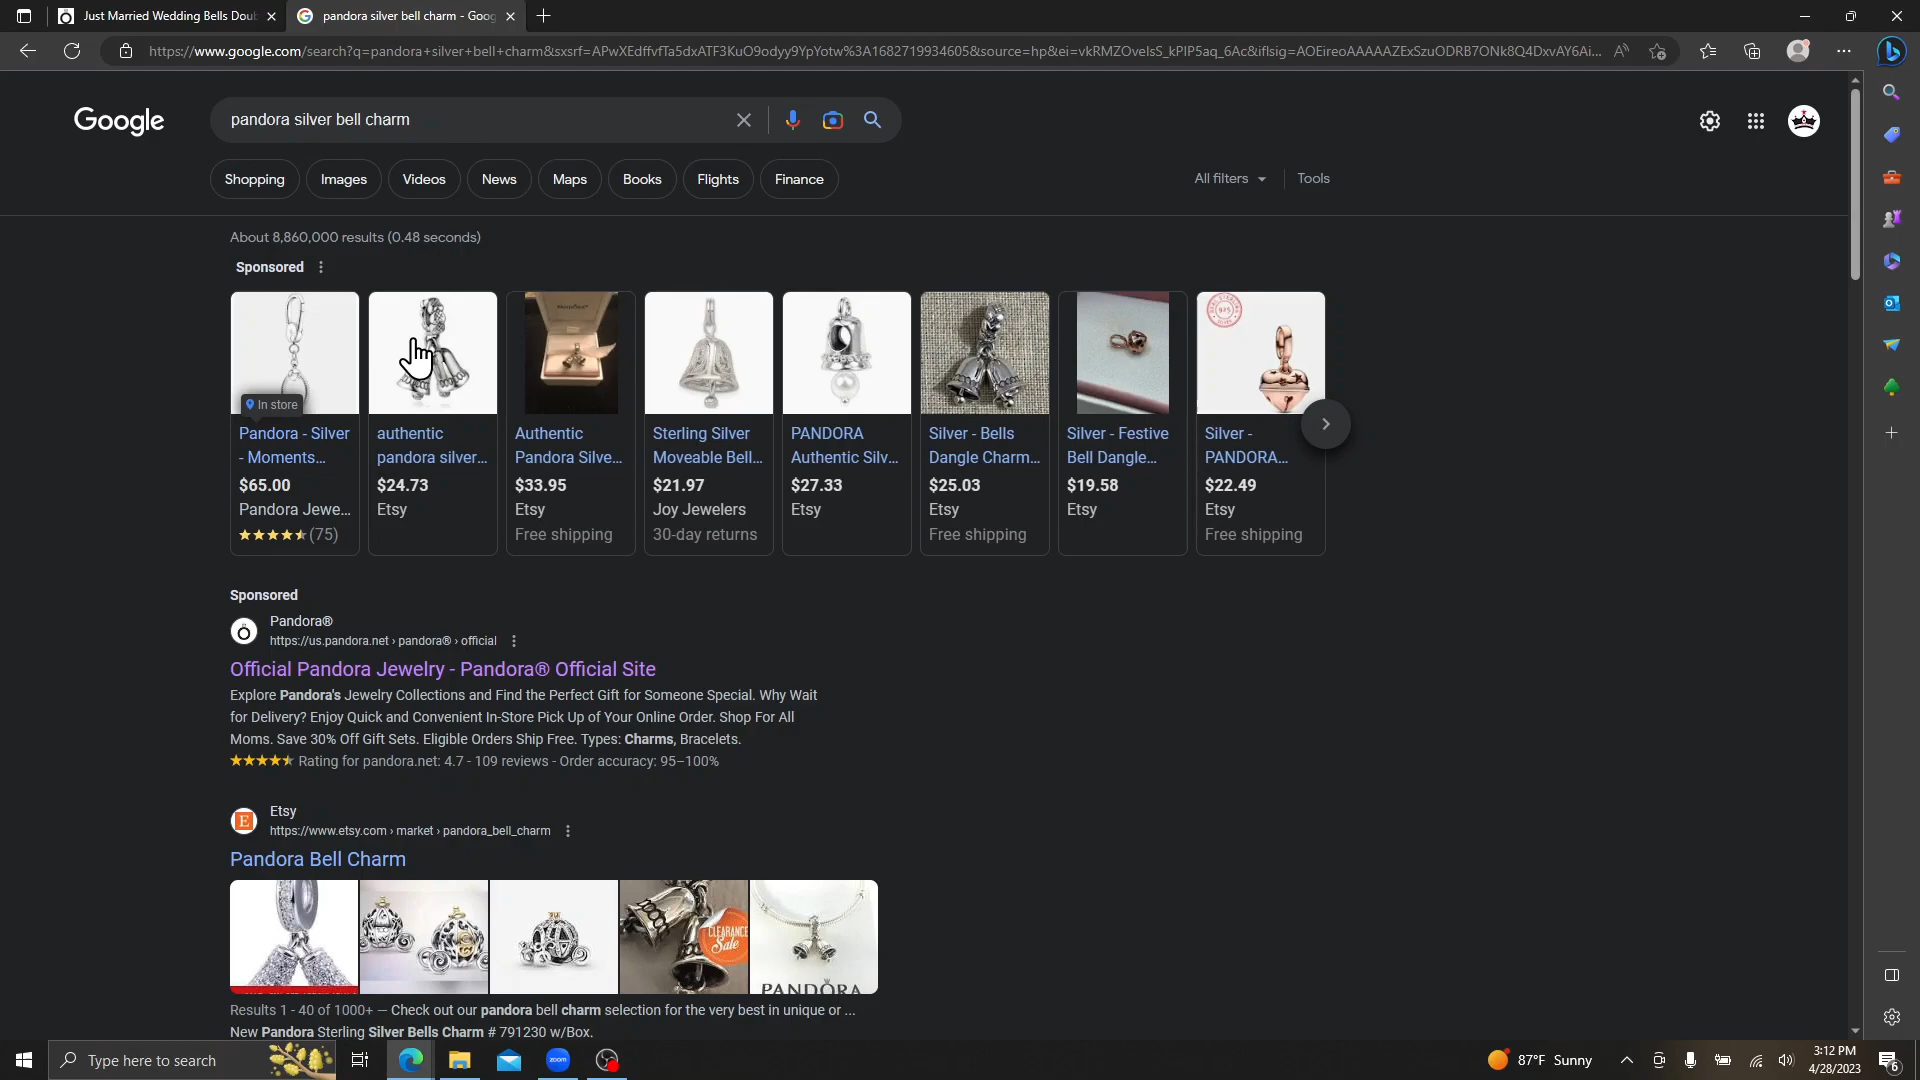 Just Married Wedding Bells Dou
pandora silver bell charm - Goog
https://www.google.com/search?q=pandora+silver+bell+charm&sxsrf=APwXEdffvfTa5dxATF3KuO9odyy9YpYotw%3A1682719934605&source=hp&ei=vkRMZOvelsS_kPIP5aq_6Ac&iflsig=AOEireoAAAAAZExSzuODRB7ONk8Q4DxvAY6Ai...
Google
pandora silver bell charm
Shopping
Images
Videos
News
Maps
Books
Flights
Finance
All filters
Tools
About 8,860,000 results (0.48 seconds)
Sponsored
In store
Pandora - Silver
- Moments...
$65.00
Pandora Jewe...
(75)
authentic
pandora silver...
$24.73
Etsy
Authentic
Pandora Silve...
$33.95
Etsy
Free shipping
Sterling Silver
Moveable Bell...
$21.97
Joy Jewelers
30-day returns
PANDORA
Authentic Silv...
$27.33
Etsy
Silver - Bells
Dangle Charm...
$25.03
Etsy
Free shipping
Silver - Festive
Bell Dangle...
$19.58
Etsy
925
Silver -
PANDORA...
$22.49
Etsy
Free shipping
Sponsored
Pandora®
https://us.pandora.net › pandora® › official
Official Pandora Jewelry - Pandora® Official Site
Explore Pandora's Jewelry Collections and Find the Perfect Gift for Someone Special. Why Wait
for Delivery? Enjoy Quick and Convenient In-Store Pick Up of Your Online Order. Shop For All
Moms. Save 30% Off Gift Sets. Eligible Orders Ship Free. Types: Charms, Bracelets.
Rating for pandora.net: 4.7 - 109 reviews - Order accuracy: 95–100%
E
Etsy
https://www.etsy.com › market › pandora_bell_charm
Pandora Bell Charm
CLEARANCE
Sale
PANDORA
Results 1 - 40 of 1000+ — Check out our pandora bell charm selection for the very best in unique or ...
New Pandora Sterling Silver Bells Charm # 791230 w/Box.
Type here to search
zoom
87°F Sunny
3:12 PM
4/28/2023
6